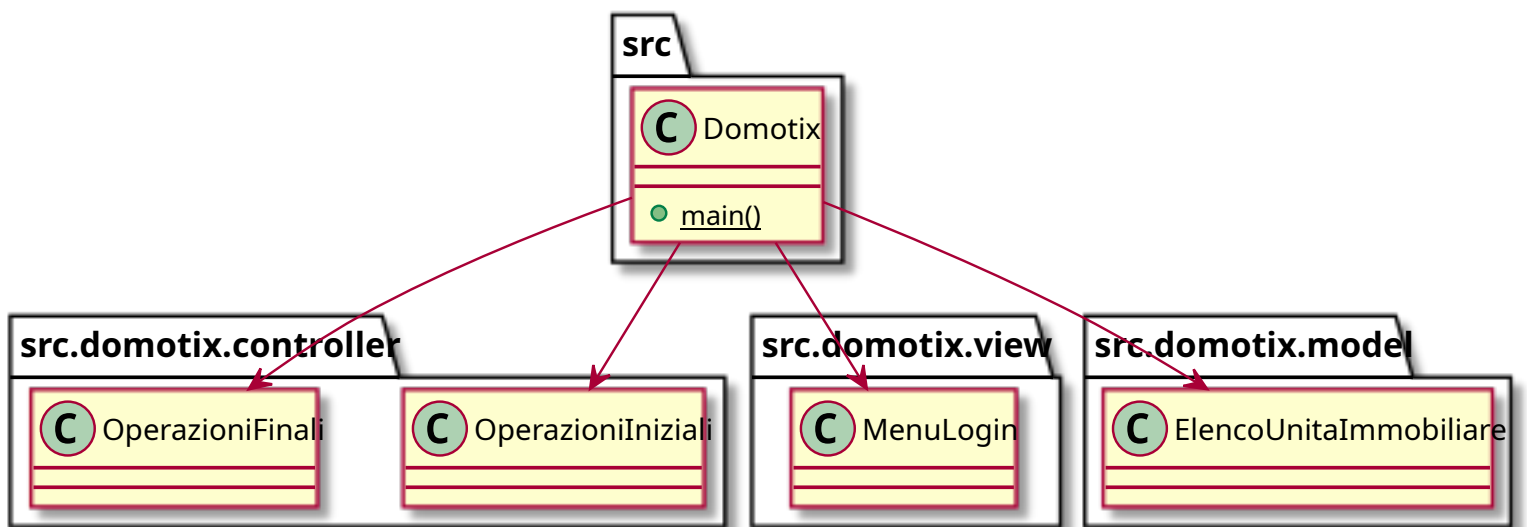 src
C Domotix
main()
src.domotix.controller
src.domotix.view
src.domotix.model
C OperazioniFinali
C OperazioniIniziali
C MenuLogin
C ElencoUnitaImmobiliare